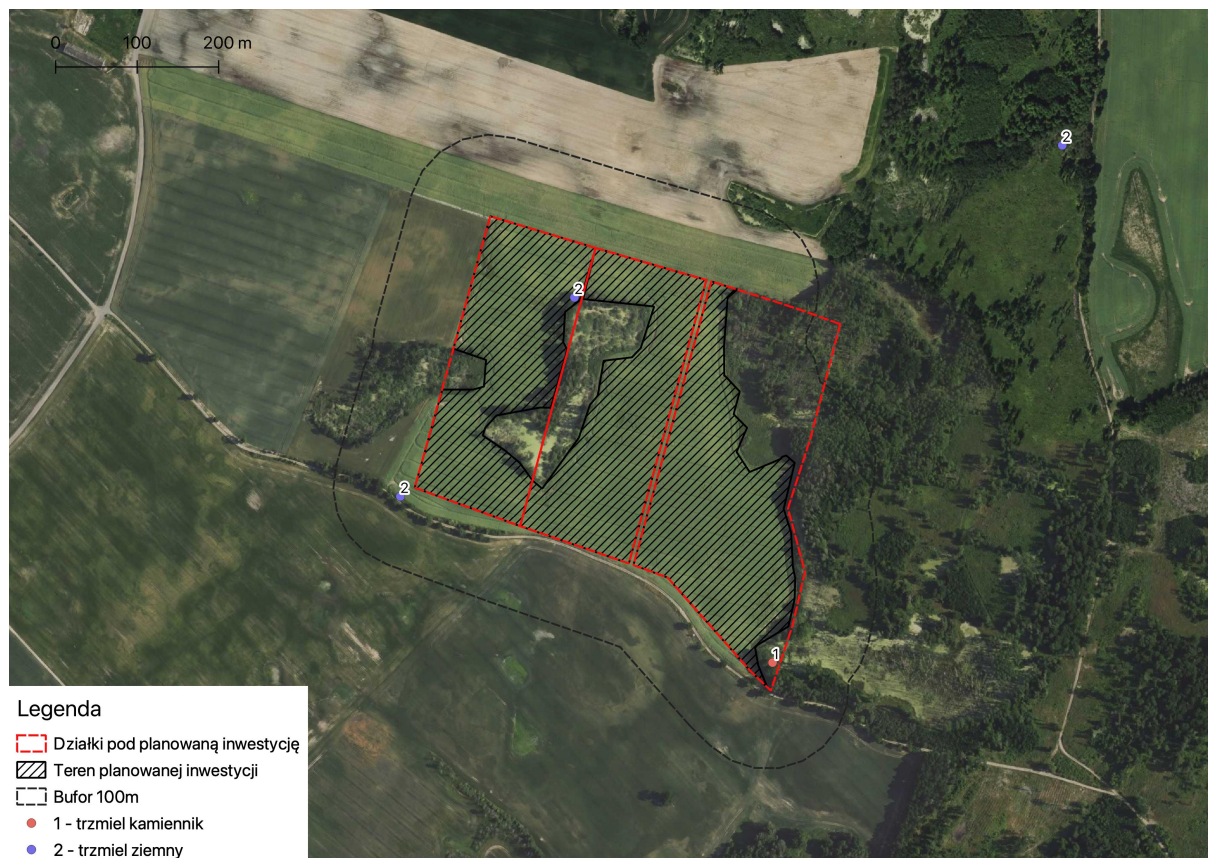 0 100 200 m
2
2
2
1
Legenda
Działki pod planowaną inwestycję
Teren planowanej inwestycji
Bufor 100m
1 - trzmiel kamiennik
2 - trzmiel ziemny